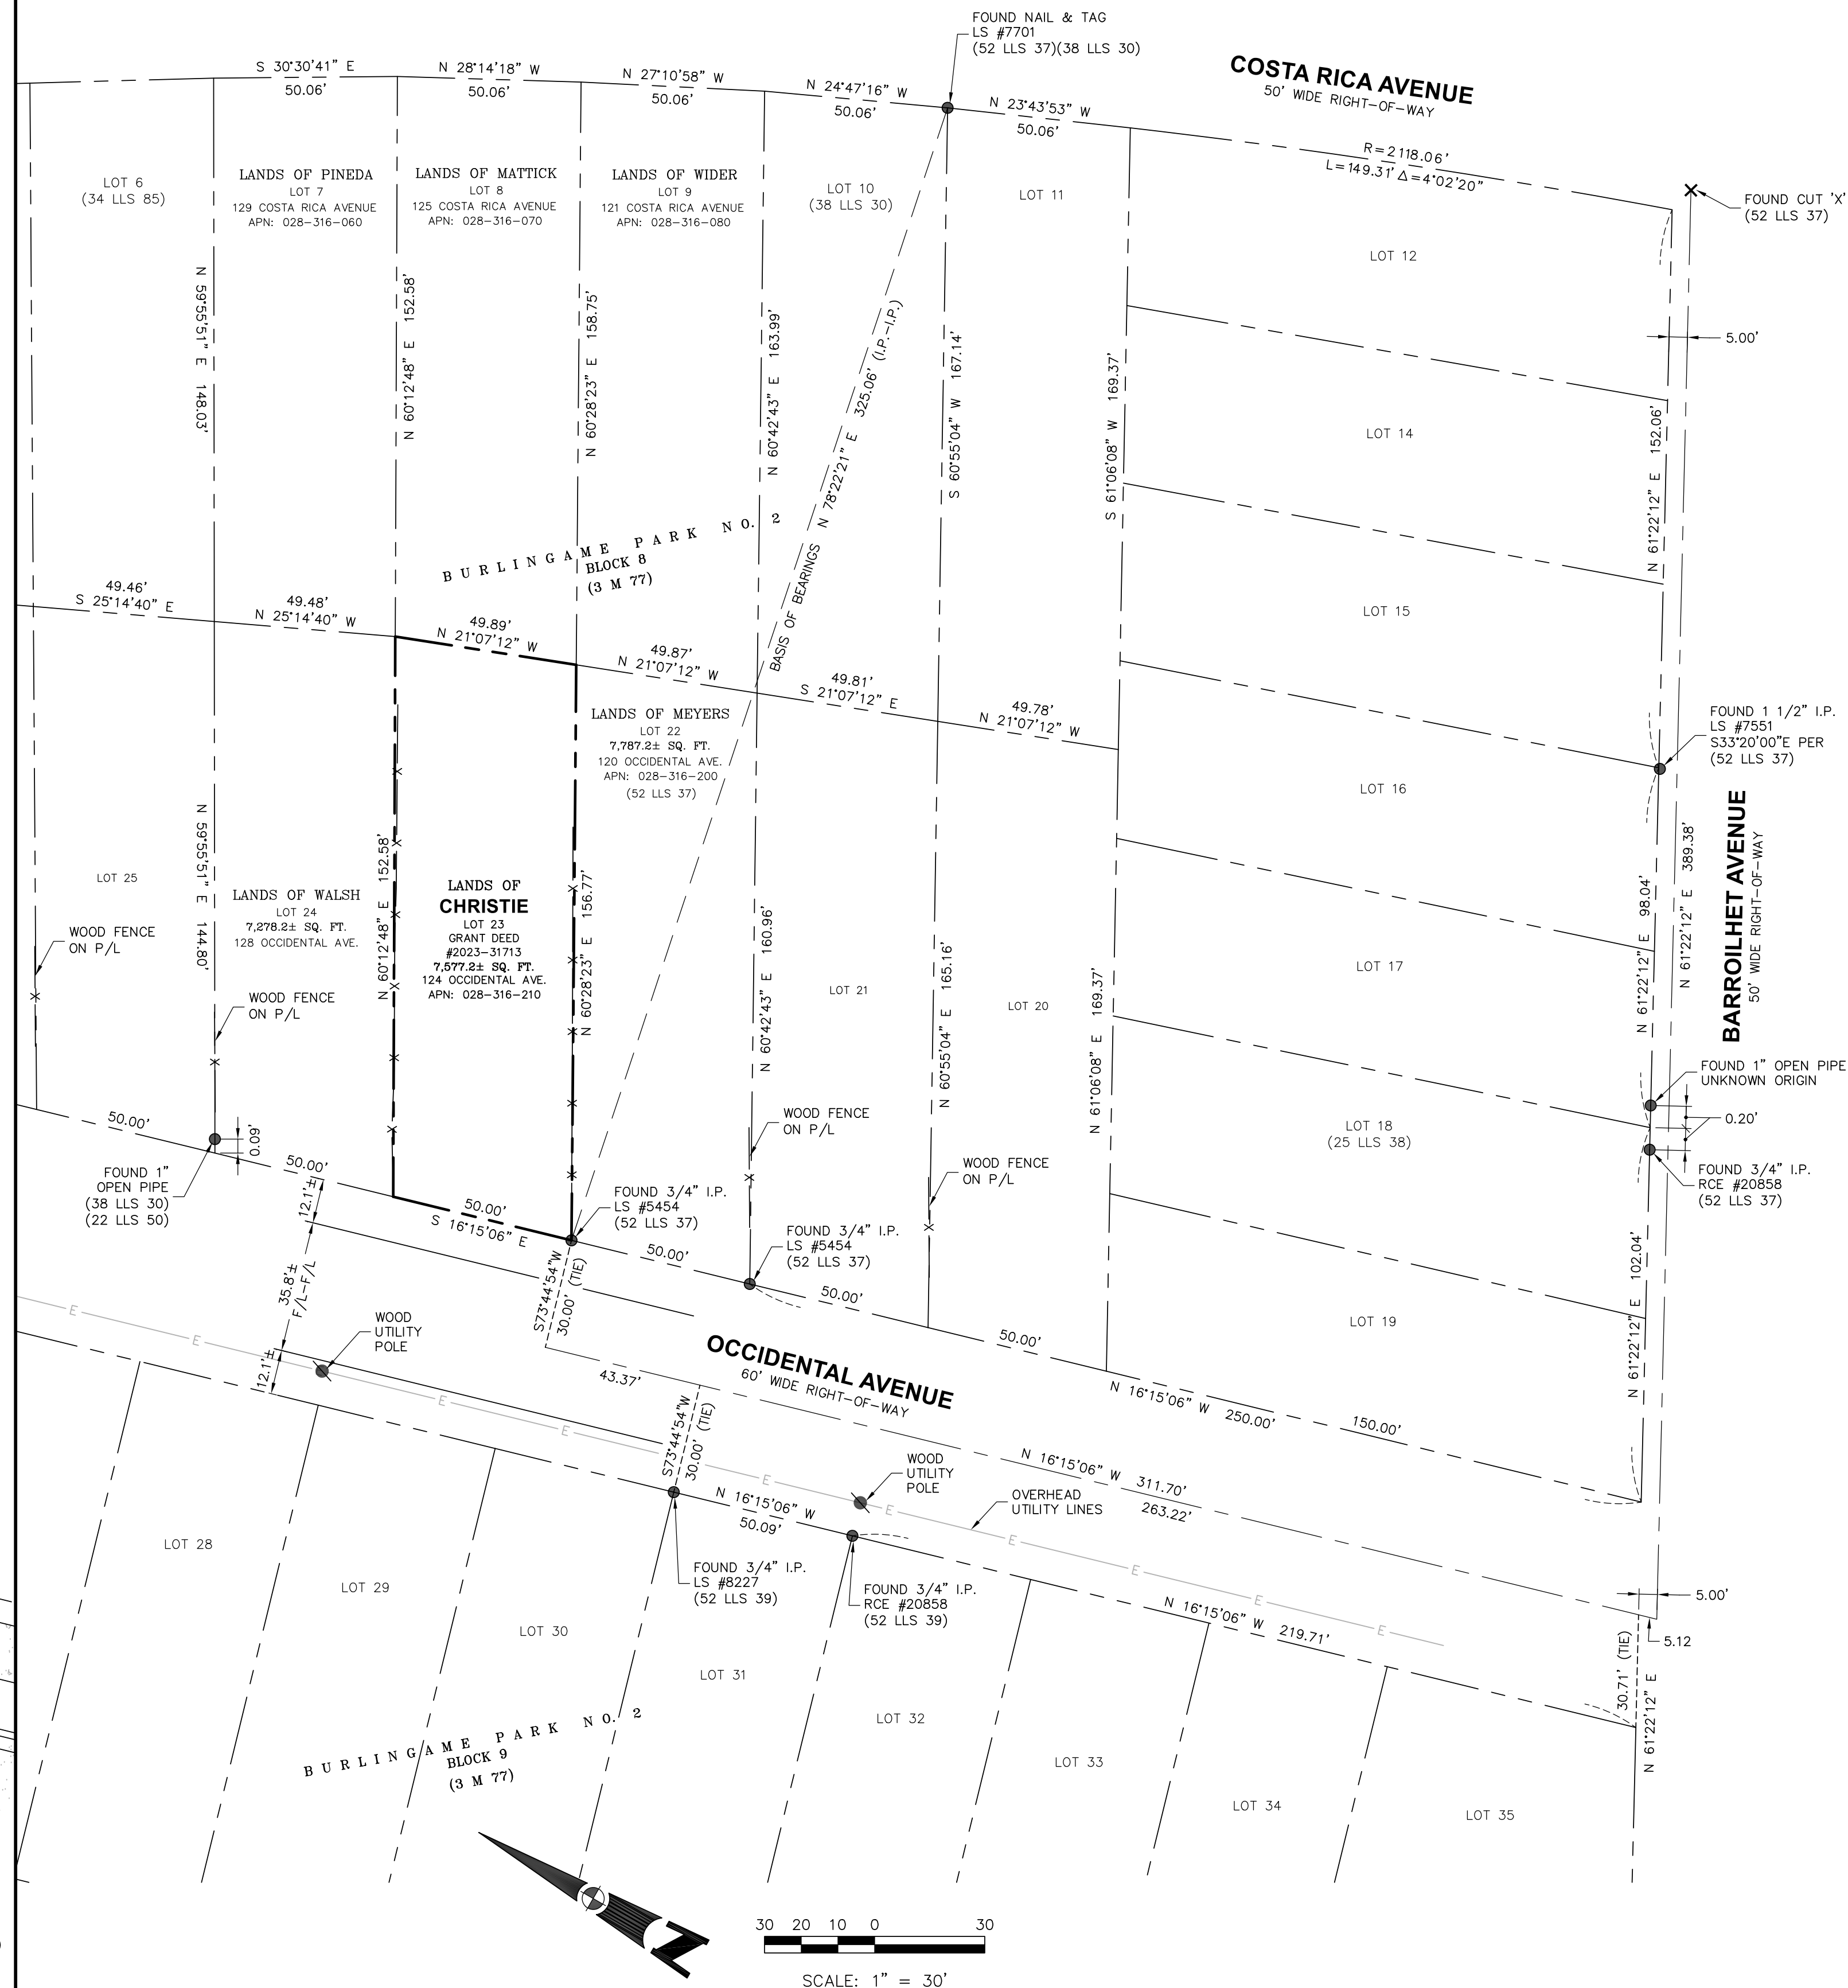 FOUND NAIL & TAG
LS #7701
(52 LLS 37)(38 LLS 30)
COSTA RICA AVENUE
50' WIDE RIGHT-OF-WAY
S 30°30'41" E
50.06'
N 28°14'18" W
50.06'
N 27°10'58" W
50.06'
N 24°47'16" W
50.06'
N 23°43'53" W
50.06'
R=2118.06'
L=149.31' Δ=4°02'20"
FOUND CUT 'X'
(52 LLS 37)
LOT 6
(34 LLS 85)
LANDS OF PINEDA
LOT 7
129 COSTA RICA AVENUE
APN: 028-316-060
LANDS OF MATTICK
LOT 8
125 COSTA RICA AVENUE
APN: 028-316-070
LANDS OF WIDER
LOT 9
121 COSTA RICA AVENUE
APN: 028-316-080
LOT 10
(38 LLS 30)
LOT 11
LOT 12
5.00'
N 59°55'51" E 148.03'
N 60°12'48" E 152.58'
N 60°28'23" E 158.75'
N 60°42'43" E 163.99'
BASIS OF BEARINGS N 78°22'21" E 325.06' (I.P.-I.P.)
S 60°55'04" W 167.14'
S 61°06'08" W 169.37'
LOT 14
N 61°22'12" E 152.06'
BURLINGAME PARK NO. 2
BLOCK 8
(3 M 77)
LOT 15
49.46'
S 25°14'40" E
49.48'
N 25°14'40" W
49.89'
N 21°07'12" W
49.87'
N 21°07'12" W
49.81'
S 21°07'12" E
49.78'
N 21°07'12" W
LANDS OF MEYERS
LOT 22
7,787.2± SQ. FT.
120 OCCIDENTAL AVE.
APN: 028-316-200
(52 LLS 37)
FOUND 1 1/2" I.P.
LS #7551
S33°20'00"E PER
(52 LLS 37)
LOT 16
BARROILHET AVENUE
50' WIDE RIGHT-OF-WAY
N 61°22'12" E 389.38'
N 61°22'12" E 98.04'
LOT 25
N 59°55'51" E 144.80'
LANDS OF WALSH
LOT 24
7,278.2± SQ. FT.
128 OCCIDENTAL AVE.
N 60°12'48" E 152.58'
LANDS OF
CHRISTIE
LOT 23
GRANT DEED
#2023-31713
7,577.2± SQ. FT.
124 OCCIDENTAL AVE.
APN: 028-316-210
N 60°28'23" E 156.77'
N 60°42'43" E 160.96'
LOT 21
N 60°55'04" E 165.16'
LOT 20
N 61°06'08" E 169.37'
LOT 17
WOOD FENCE
ON P/L
WOOD FENCE
ON P/L
FOUND 1" OPEN PIPE
UNKNOWN ORIGIN
0.20'
LOT 18
(25 LLS 38)
FOUND 3/4" I.P.
RCE #20858
(52 LLS 37)
WOOD FENCE
ON P/L
WOOD FENCE
ON P/L
50.00'
0.09'
FOUND 1"
OPEN PIPE
(38 LLS 30)
(22 LLS 50)
50.00'
12.1'±
50.00'
S 16°15'06" E
FOUND 3/4" I.P.
LS #5454
(52 LLS 37)
50.00'
FOUND 3/4" I.P.
LS #5454
(52 LLS 37)
50.00'
50.00'
35.8'±
F/L-F/L
S73°44'54"W
30.00' (TIE)
LOT 19
N 61°22'12" E 102.04'
E
E
WOOD
UTILITY
POLE
12.1'±
43.37'
OCCIDENTAL AVENUE
60' WIDE RIGHT-OF-WAY
N 16°15'06" W 250.00'
150.00'
E
E
S73°44'54"W
30.00' (TIE)
E
WOOD
UTILITY
POLE
N 16°15'06" W 311.70'
263.22'
OVERHEAD
UTILITY LINES
E
E
E
E
E
N 16°15'06" W
50.09'
LOT 28
LOT 29
FOUND 3/4" I.P.
LS #8227
(52 LLS 39)
FOUND 3/4" I.P.
RCE #20858
(52 LLS 39)
N 16°15'06" W 219.71'
5.00'
5.12
30.71' (TIE)
N 61°22'12" E
LOT 30
LOT 31
LOT 32
LOT 33
LOT 34
LOT 35
BURLINGAME PARK NO. 2
BLOCK 9
(3 M 77)
30 20 10 0 30
SCALE: 1" = 30'